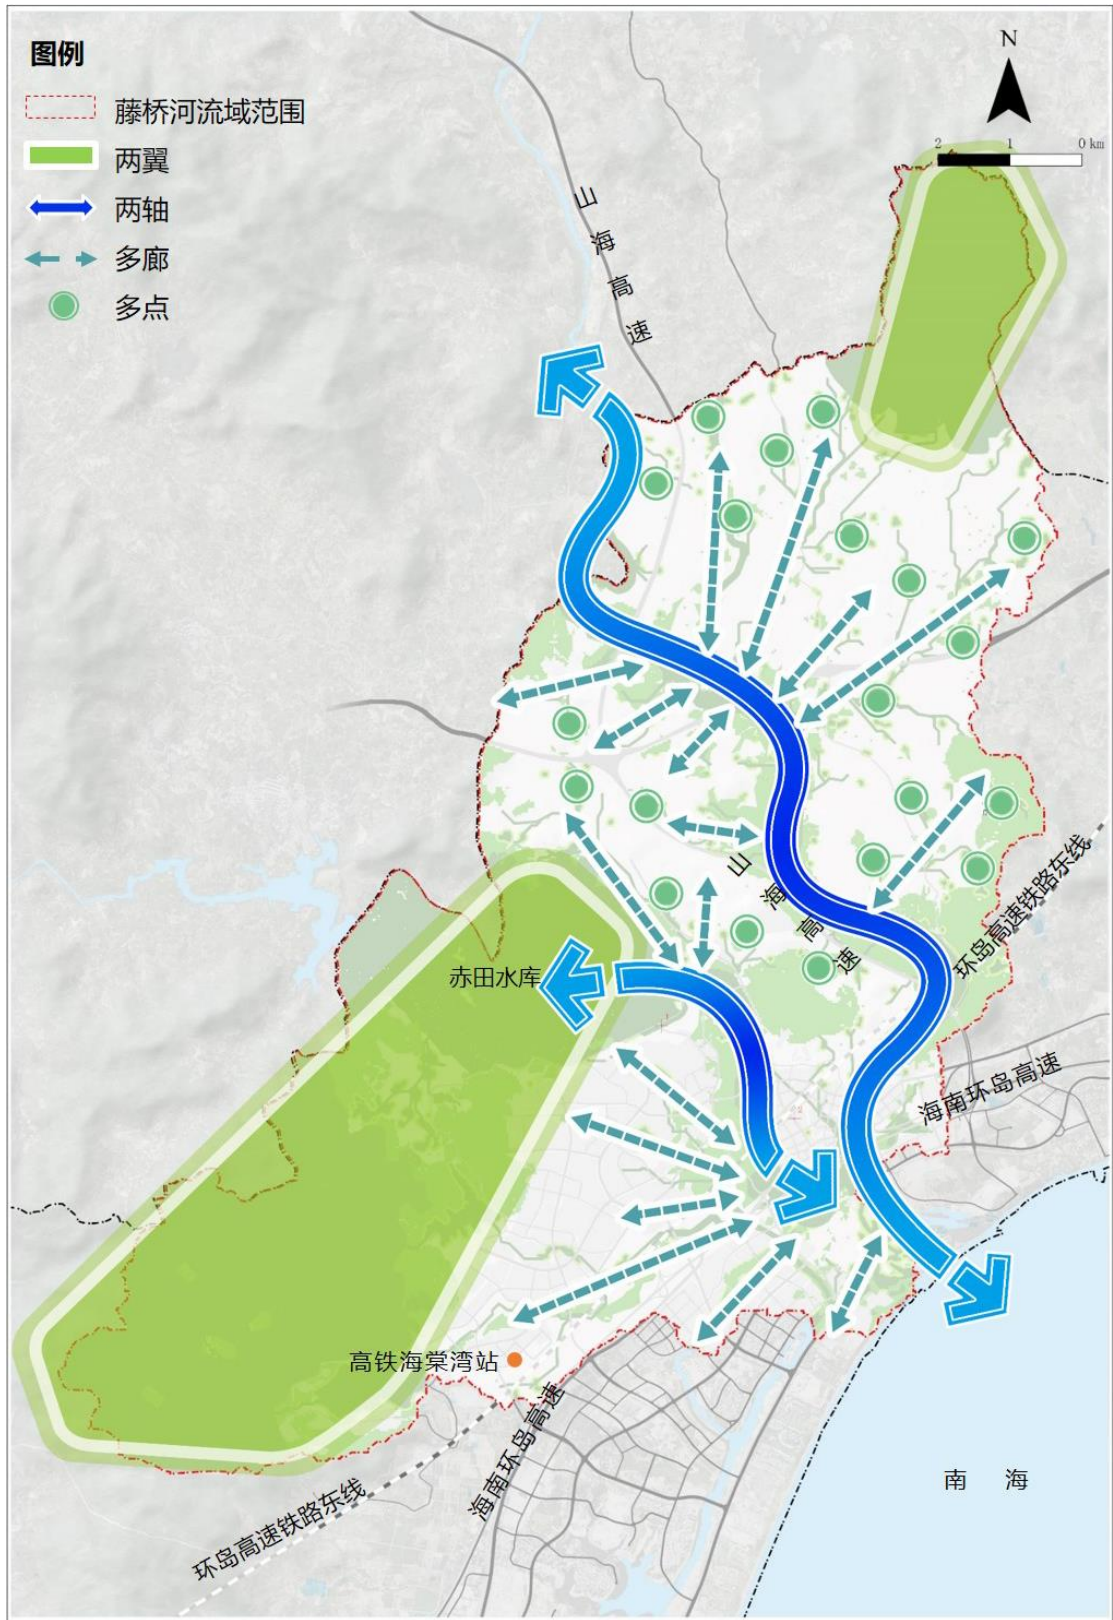 图例
藤桥河流域范围
两翼
两轴
多廊
多点
N
2 1 0 km
山海高速
山海高速
环岛高速铁路东线
赤田水库
海南环岛高速
高铁海棠湾站
海南环岛高速
环岛高速铁路东线
南 海